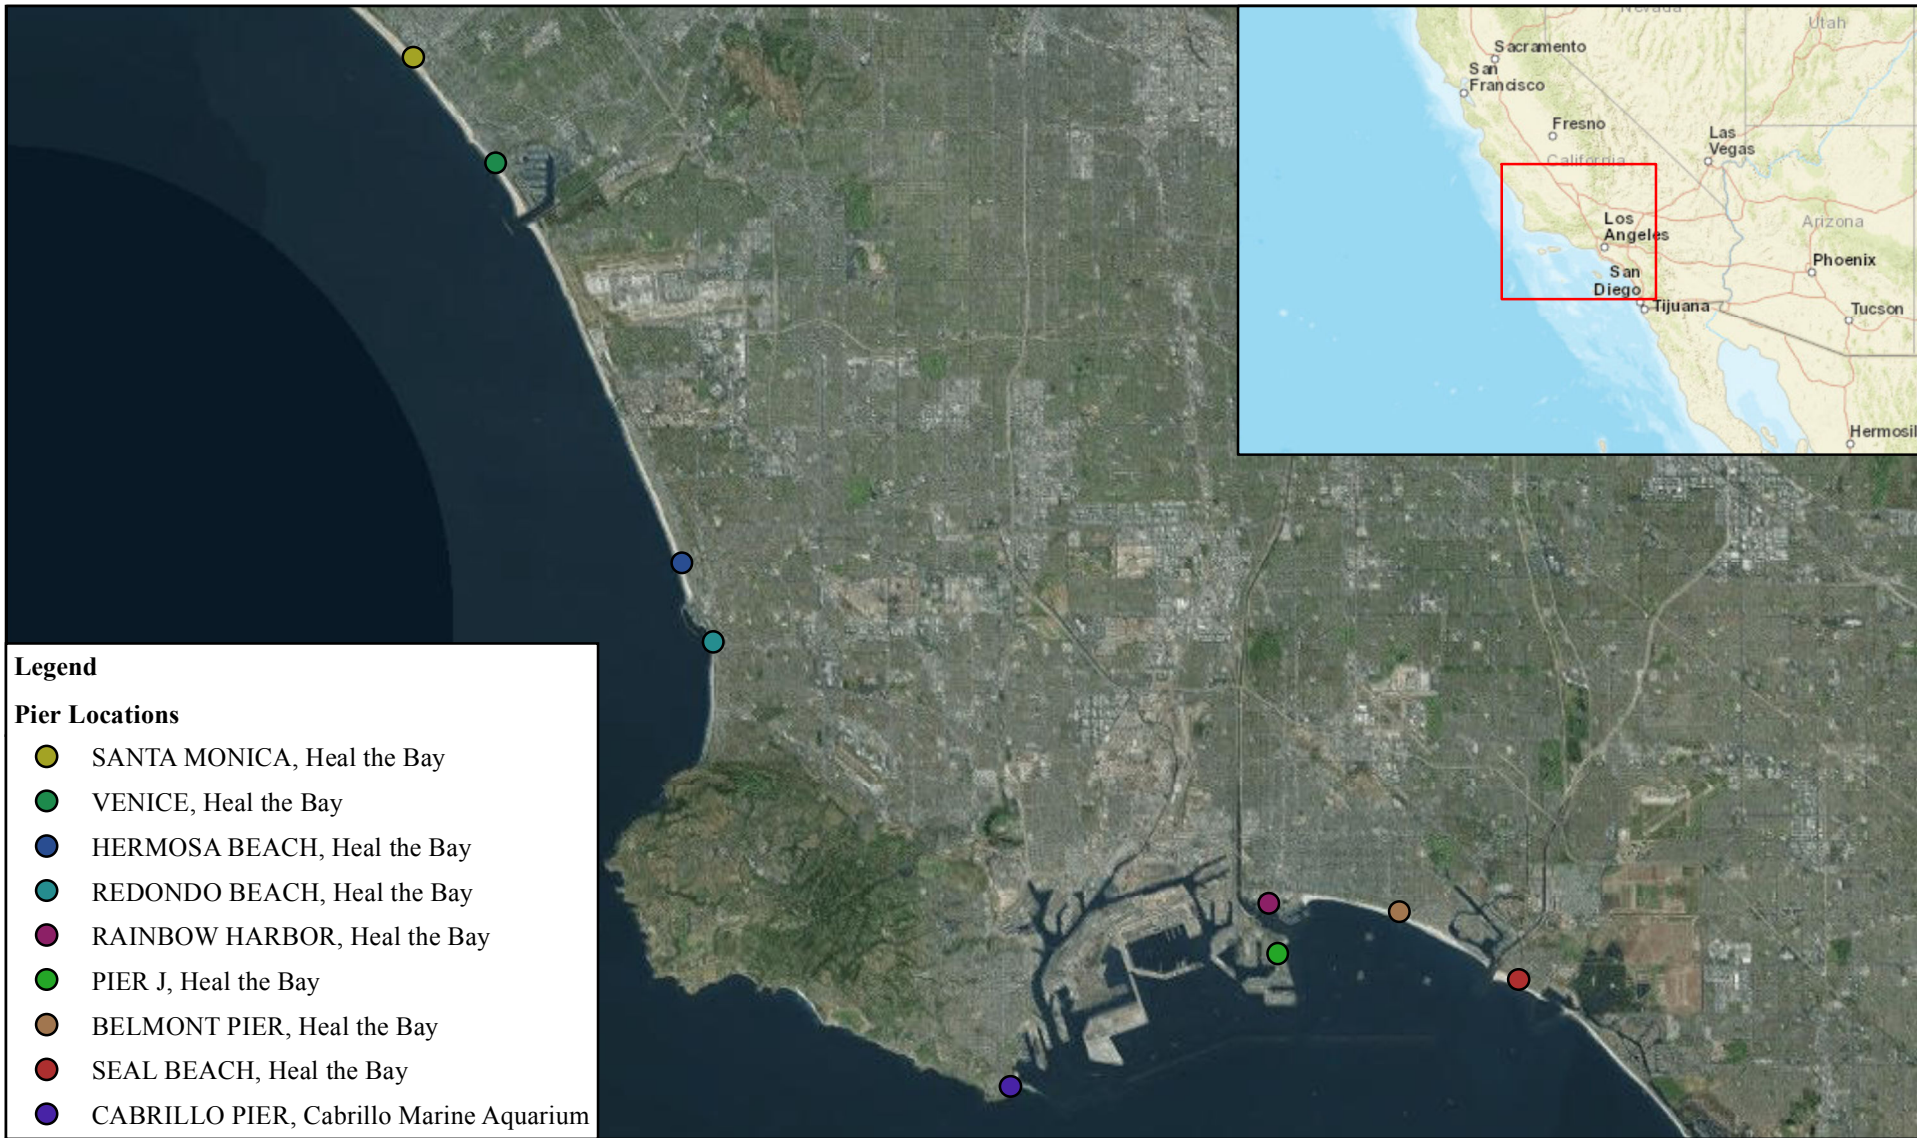 Legend
Pier Locations
SANTA MONICA, Heal the Bay
VENICE, Heal the Bay
HERMOSA BEACH, Heal the Bay
REDONDO BEACH, Heal the Bay
RAINBOW HARBOR, Heal the Bay
PIER J, Heal the Bay
BELMONT PIER, Heal the Bay
SEAL BEACH, Heal the Bay
CABRILLO PIER, Cabrillo Marine Aquarium
Nevada
Utah
Sacramento
San
Francisco
Fresno
Las
Vegas
California
Los
Angeles
Arizona
Phoenix
San
Diego
Tijuana
Tucson
Hermosil